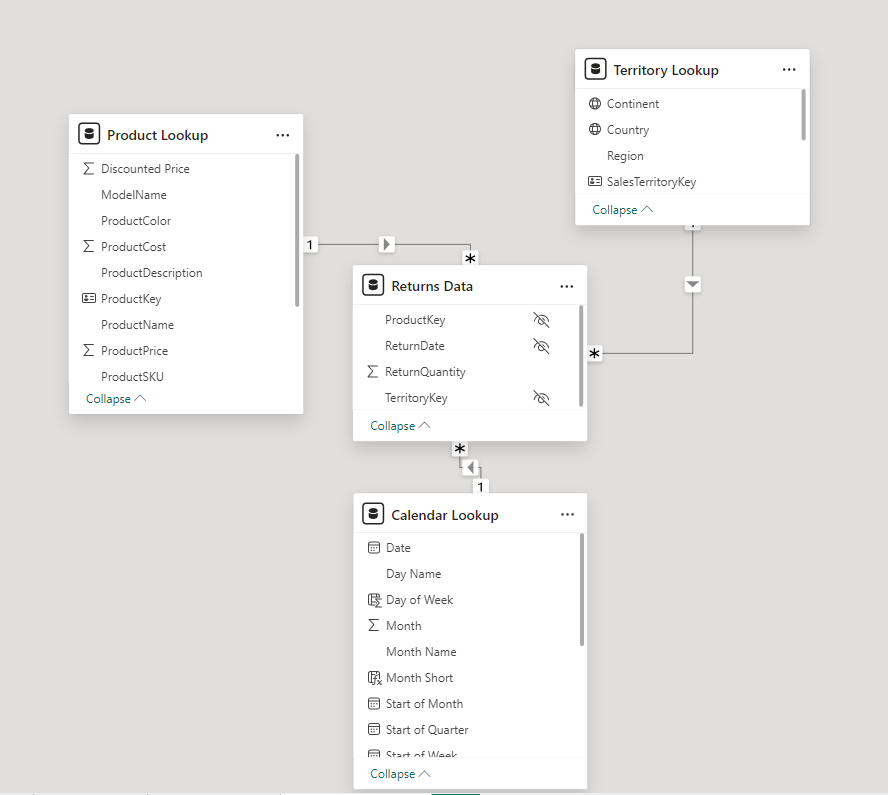 Territory Lookup
Continent
Country
Region
SalesTerritoryKey
Collapse
Product Lookup
Discounted Price
ModelName
ProductColor
ProductCost
ProductDescription
ProductKey
ProductName
ProductPrice
ProductSKU
Collapse
1
*
Returns Data
ProductKey
ReturnDate
ReturnQuantity
TerritoryKey
Collapse
*
*
1
Calendar Lookup
Date
Day Name
Day of Week
Month
Month Name
Month Short
Start of Month
Start of Quarter
Start of Week
Collapse